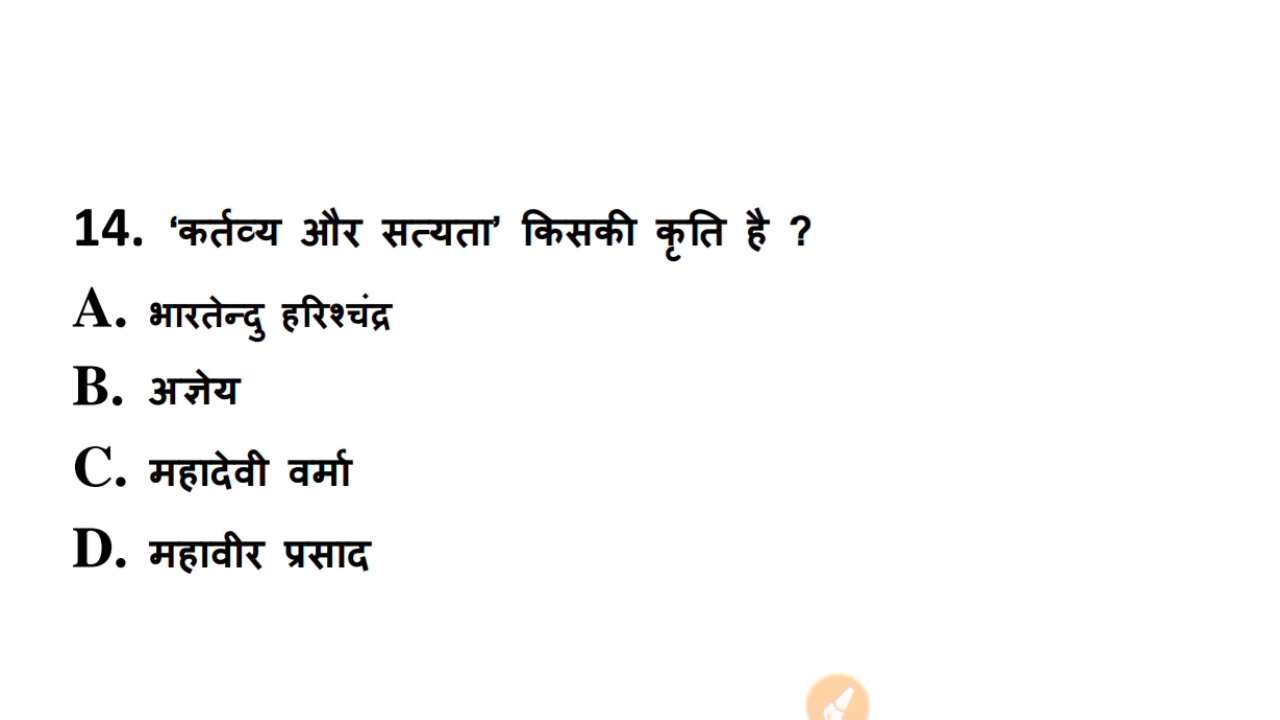 14. ‘कर्तव्य और सत्यता’ किसकी कृति है ?
A. भारतेन्दु हरिश्चंद्र
B. अज्ञेय
C. महादेवी वर्मा
D. महावीर प्रसाद